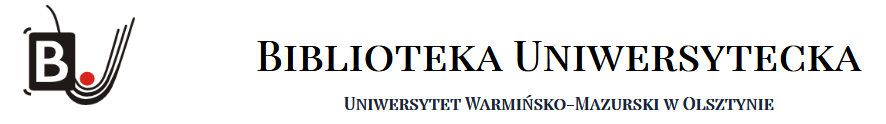 B
Biblioteka Uniwersytecka
Uniwersytet Warmińsko-Mazurski w Olsztynie